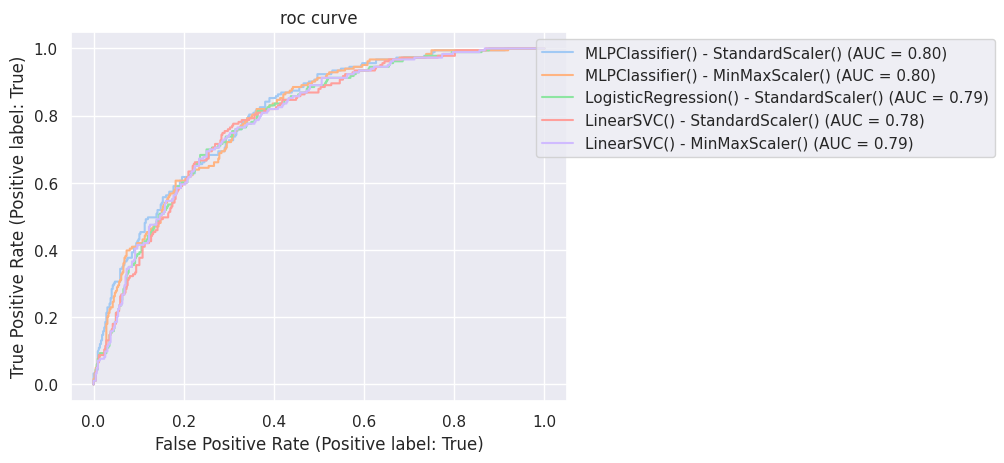 roc curve
True Positive Rate (Positive label: True)
1.0
0.8
0.6
0.4
0.2
0.0
0.0 0.2 0.4 0.6 0.8 1.0
False Positive Rate (Positive label: True)
MLPClassifier() - StandardScaler() (AUC = 0.80)
MLPClassifier() - MinMaxScaler() (AUC = 0.80)
LogisticRegression() - StandardScaler() (AUC = 0.79)
LinearSVC() - StandardScaler() (AUC = 0.78)
LinearSVC() - MinMaxScaler() (AUC = 0.79)